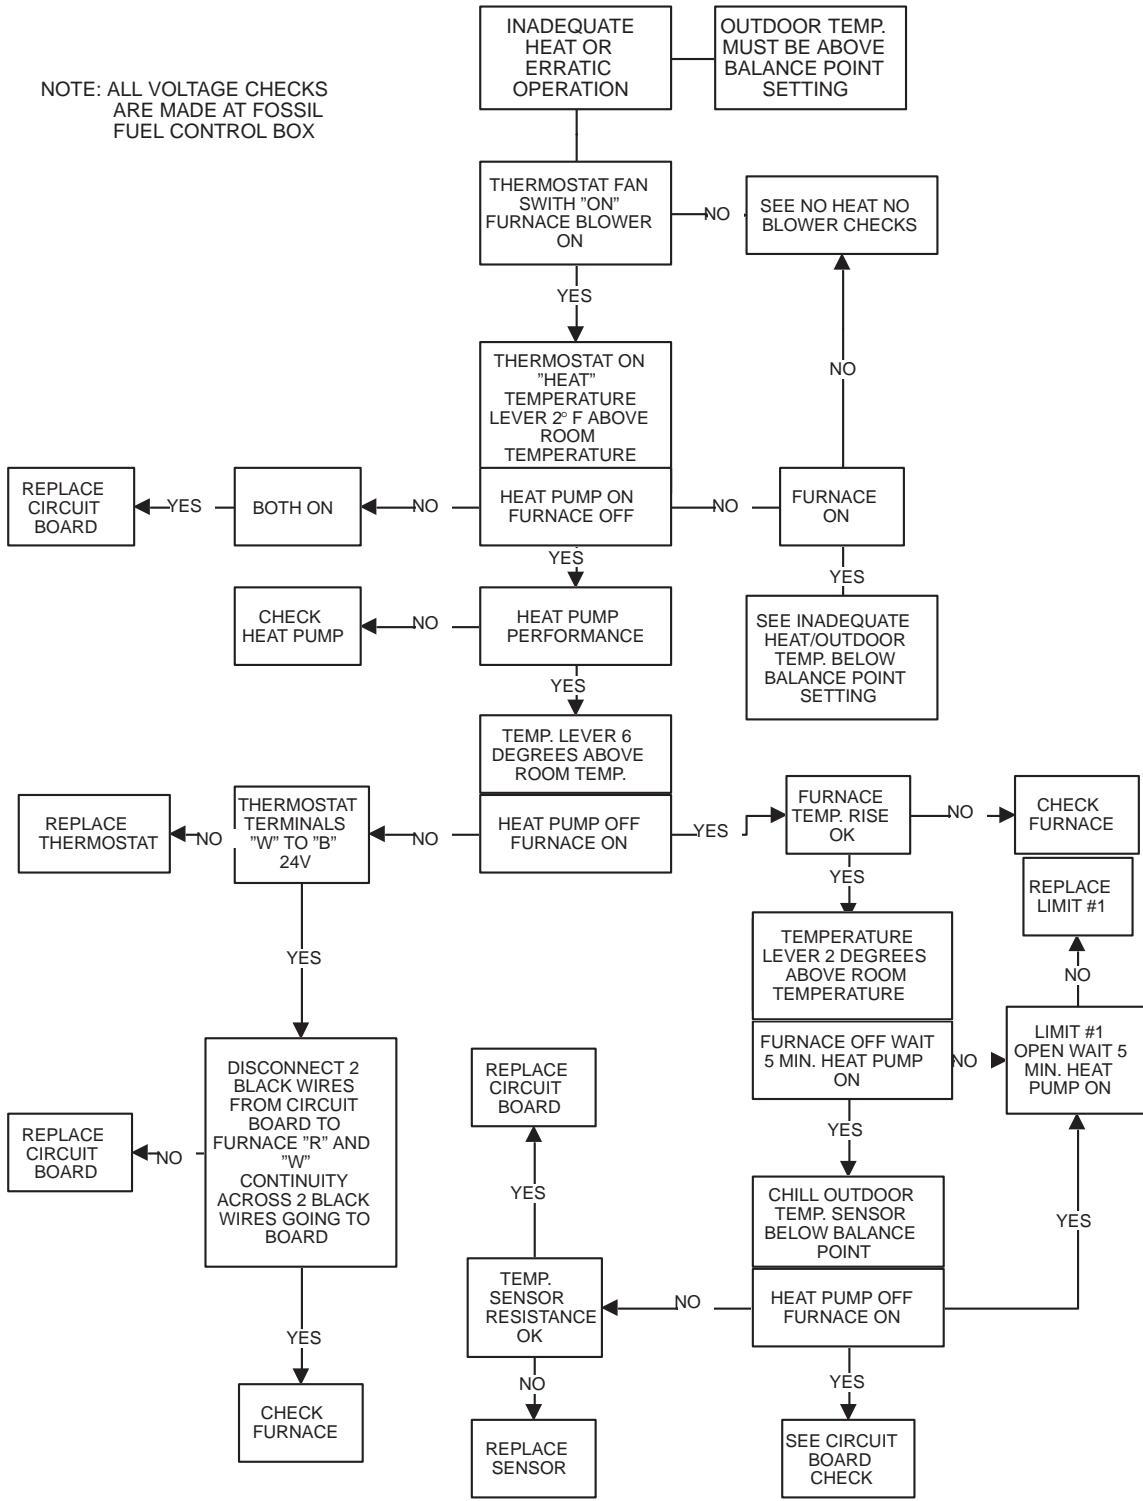 INADEQUATE
HEAT OR
ERRATIC
OPERATION
OUTDOOR TEMP.
MUST BE ABOVE
BALANCE POINT
SETTING
NOTE: ALL VOLTAGE CHECKS
ARE MADE AT FOSSIL
FUEL CONTROL BOX
THERMOSTAT FAN
SWITH ”ON”
FURNACE BLOWER
ON
NO
SEE NO HEAT NO
BLOWER CHECKS
YES
THERMOSTAT ON
”HEAT”
TEMPERATURE
LEVER 2° F ABOVE
ROOM
TEMPERATURE
NO
REPLACE
CIRCUIT
BOARD
YES
BOTH ON
NO
HEAT PUMP ON
FURNACE OFF
NO
FURNACE
ON
YES
YES
CHECK
HEAT PUMP
NO
HEAT PUMP
PERFORMANCE
SEE INADEQUATE
HEAT/OUTDOOR
TEMP. BELOW
BALANCE POINT
SETTING
YES
TEMP. LEVER 6
DEGREES ABOVE
ROOM TEMP.
REPLACE
THERMOSTAT
NO
THERMOSTAT
TERMINALS
”W” TO ”B”
24V
NO
HEAT PUMP OFF
FURNACE ON
YES
FURNACE
TEMP. RISE
OK
NO
CHECK
FURNACE
YES
REPLACE
LIMIT #1
YES
TEMPERATURE
LEVER 2 DEGREES
ABOVE ROOM
TEMPERATURE
NO
FURNACE OFF WAIT
5 MIN. HEAT PUMP
ON
NO
LIMIT #1
OPEN WAIT 5
MIN. HEAT
PUMP ON
DISCONNECT 2
BLACK WIRES
FROM CIRCUIT
BOARD TO
FURNACE ”R” AND
”W”
CONTINUITY
ACROSS 2 BLACK
WIRES GOING TO
BOARD
REPLACE
CIRCUIT
BOARD
REPLACE
CIRCUIT
BOARD
NO
YES
YES
CHILL OUTDOOR
TEMP. SENSOR
BELOW BALANCE
POINT
YES
TEMP.
SENSOR
RESISTANCE
OK
NO
HEAT PUMP OFF
FURNACE ON
YES
NO
YES
CHECK
FURNACE
REPLACE
SENSOR
SEE CIRCUIT
BOARD
CHECK